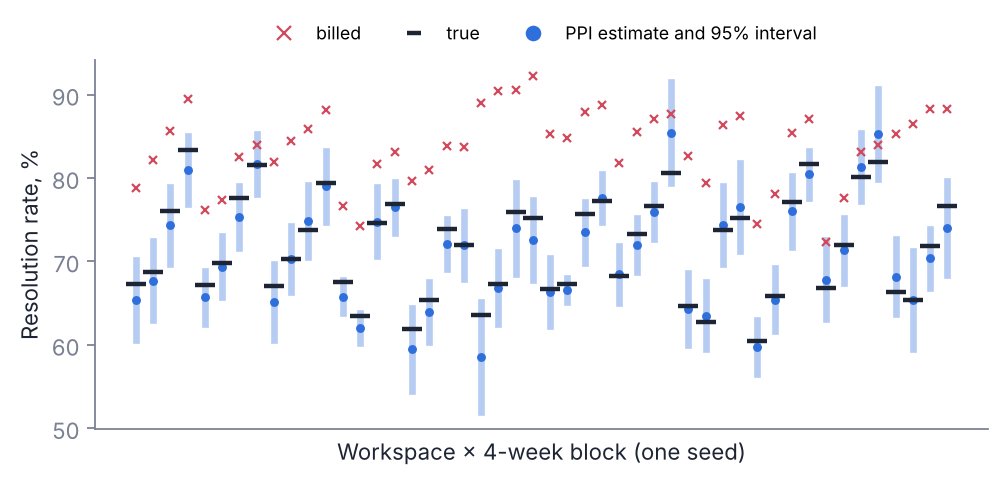 billed true PPI estimate and 95% interval
Resolution rate, %
90
80
70
60
50
Workspace × 4-week block (one seed)